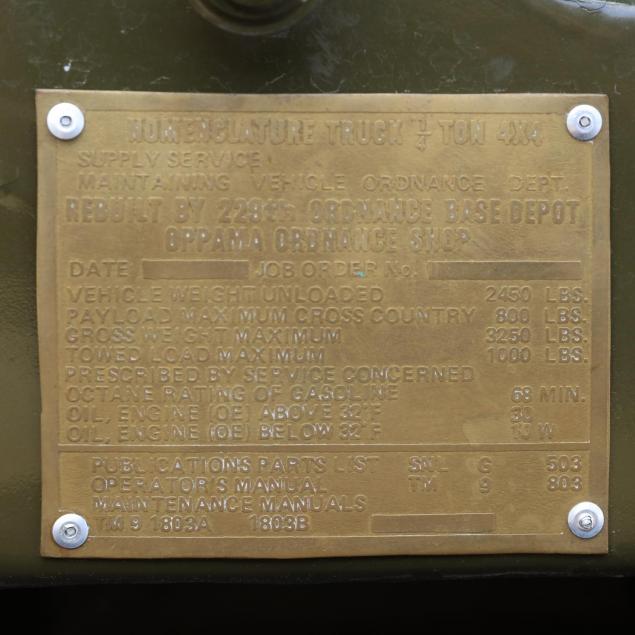 NOMENCLATURE TRUCK 1/4 TON 4X4
SUPPLY SERVICE
MAINTAINING VEHICLE ORDNANCE DEPT.
REBUILT BY 229TH ORDNANCE BASE DEPOT
OPPAMA ORDNANCE SHOP
DATE JOB ORDER No.
VEHICLE WEIGHT UNLOADED 2450 LBS.
PAYLOAD MAXIMUM CROSS COUNTRY 800 LBS.
GROSS WEIGHT MAXIMUM 3250 LBS.
TOWED LOAD MAXIMUM 1000 LBS.
PRESCRIBED BY SERVICE CONCERNED
OCTANE RATING OF GASOLINE 68 MIN.
OIL, ENGINE (OE) ABOVE 32°F 30
OIL, ENGINE (OE) BELOW 32°F 10 W
PUBLICATIONS PARTS LIST SNL G 503
OPERATOR'S MANUAL TM 9 803
MAINTENANCE MANUALS
TM 9 1803A 1803B